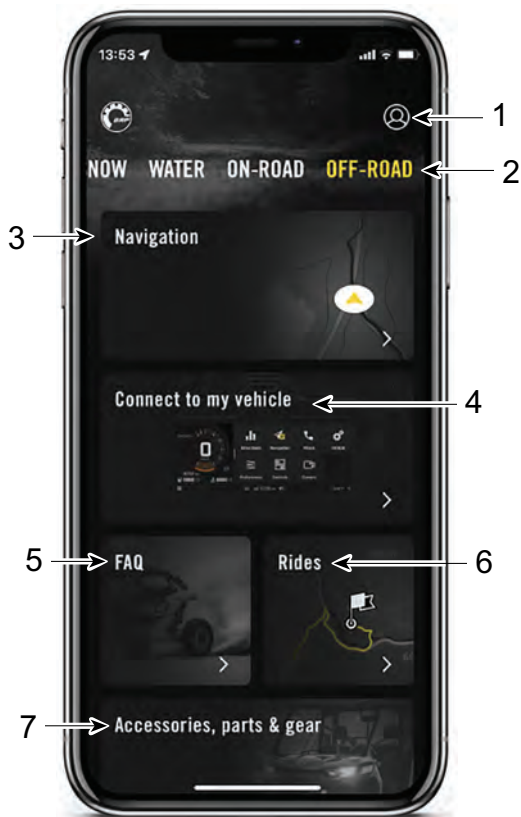 13:53
1
NOW WATER ON-ROAD OFF-ROAD
2
3
Navigation
Connect to my vehicle
4
0
5
FAQ
Rides
6
7
Accessories, parts & gear